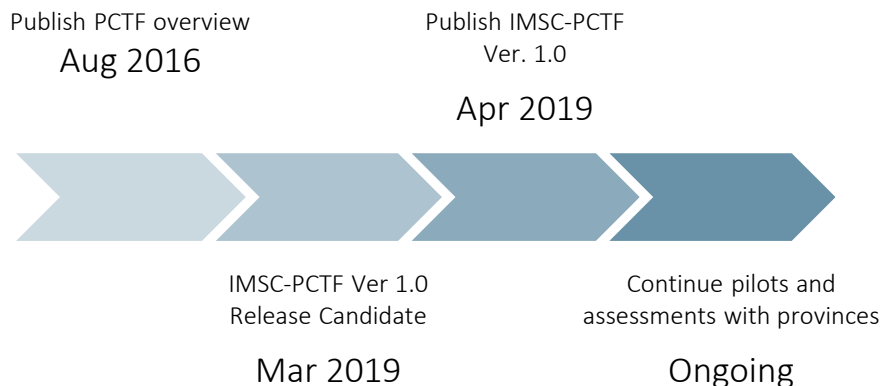 Publish PCTF overview
Aug 2016
IMSC-PCTF Ver 1.0
Release Candidate
Mar 2019
Publish IMSC-PCTF
Ver. 1.0
Apr 2019
Continue pilots and
assessments with provinces
Ongoing